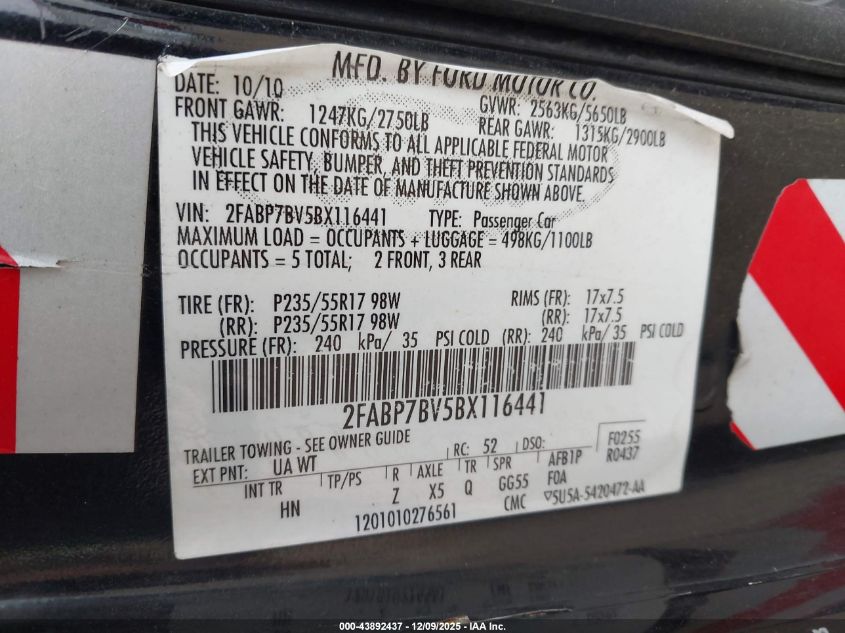 MFD. BY FORD MOTOR CO.
DATE: 10/10 GVWR: 2563KG/5650LB
FRONT GAWR: 1247KG/2750LB REAR GAWR: 1315KG/2900LB
THIS VEHICLE CONFORMS TO ALL APPLICABLE FEDERAL MOTOR
VEHICLE SAFETY, BUMPER, AND THEFT PREVENTION STANDARDS
IN EFFECT ON THE DATE OF MANUFACTURE SHOWN ABOVE.
VIN: 2FABP7BV5BX116441 TYPE: Passenger Car
MAXIMUM LOAD = OCCUPANTS + LUGGAGE = 498KG/1100LB
OCCUPANTS = 5 TOTAL; 2 FRONT, 3 REAR
TIRE (FR): P235/55R17 98W RIMS (FR): 17x7.5
(RR): P235/55R17 98W (RR): 17x7.5
PRESSURE (FR): 240 kPa/ 35 PSI COLD (RR): 240 kPa/ 35 PSI COLD
2FABP7BV5BX116441
TRAILER TOWING - SEE OWNER GUIDE RC: 52 DSO: F0255
EXT PNT: UA WT R0437
INT TR TP/PS R AXLE TR SPR AFB1P
HN Z X5 Q GG55 FOA
1201010276561 CMC ▽5U5A-5420472-AA
000-43892437 - 12/09/2025 - IAA Inc.